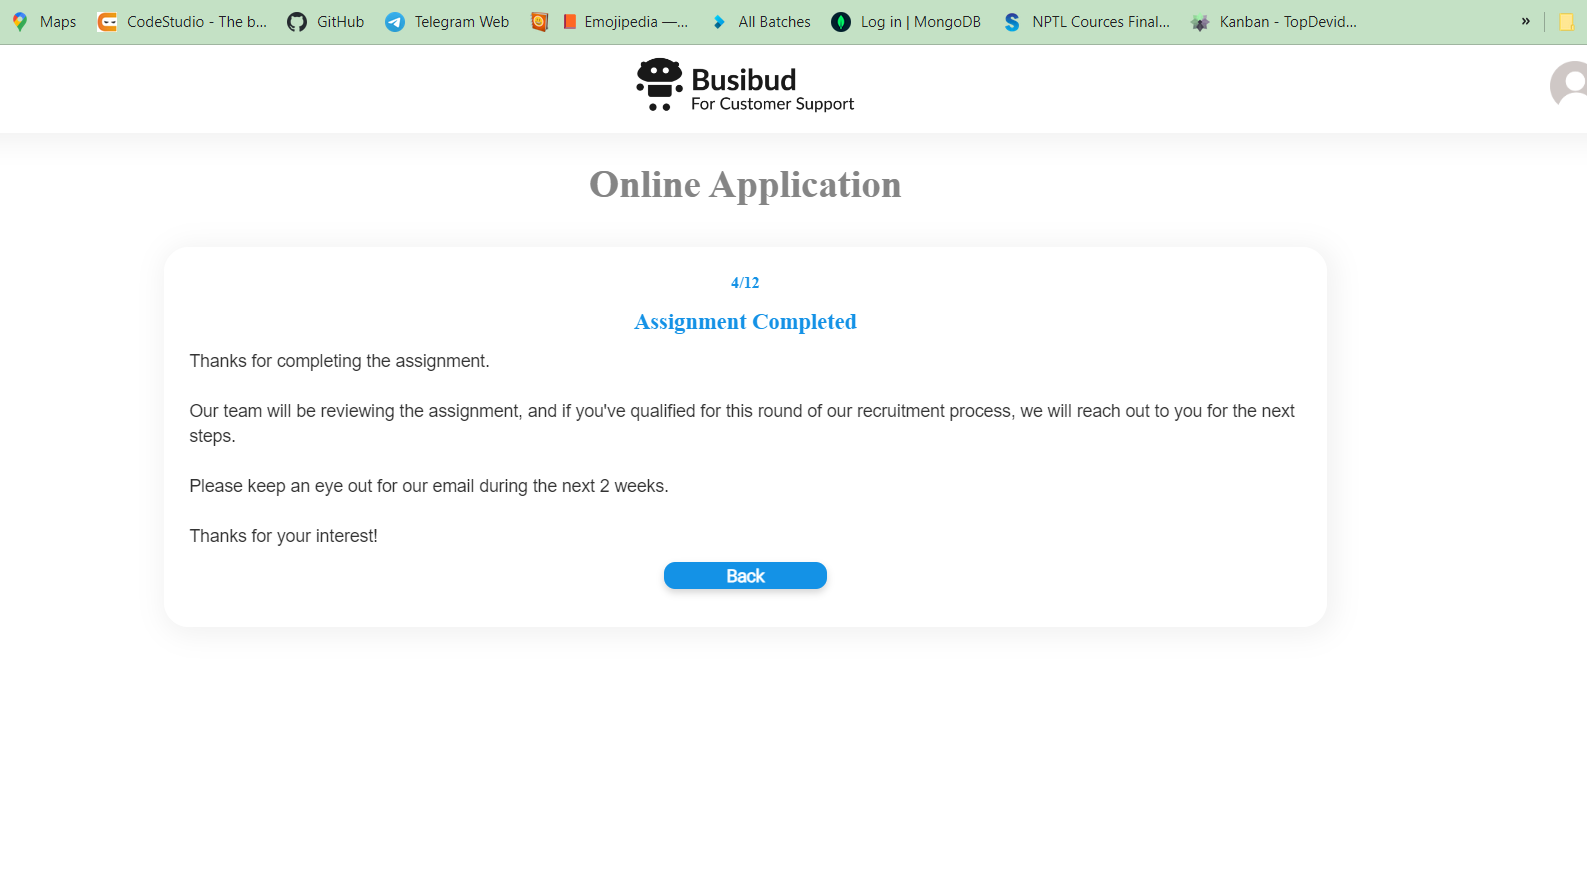 Maps CodeStudio - The b... GitHub Telegram Web Emojipedia —... All Batches Log in | MongoDB NPTL Cources Final... Kanban - TopDevid... »
Busibud
For Customer Support
Online Application
4/12
Assignment Completed
Thanks for completing the assignment.
Our team will be reviewing the assignment, and if you've qualified for this round of our recruitment process, we will reach out to you for the next
steps.
Please keep an eye out for our email during the next 2 weeks.
Thanks for your interest!
Back